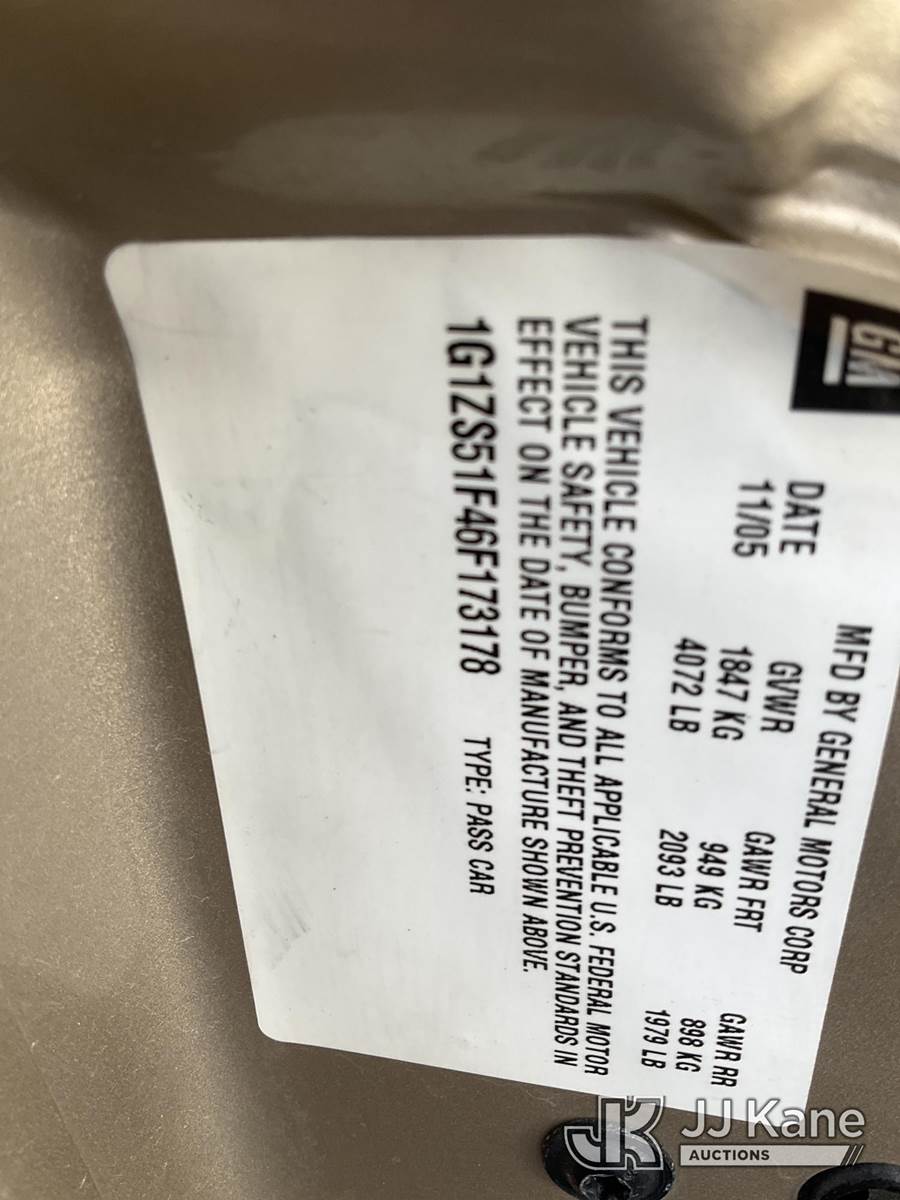 GM
MFD BY GENERAL MOTORS CORP
DATE GVWR GAWR FRT GAWR RR
11/05 1847 KG 949 KG 898 KG
4072 LB 2093 LB 1979 LB
THIS VEHICLE CONFORMS TO ALL APPLICABLE U.S. FEDERAL MOTOR
VEHICLE SAFETY, BUMPER, AND THEFT PREVENTION STANDARDS IN
EFFECT ON THE DATE OF MANUFACTURE SHOWN ABOVE.
1G1ZS51F46F173178 TYPE: PASS CAR
JK JJ Kane
AUCTIONS